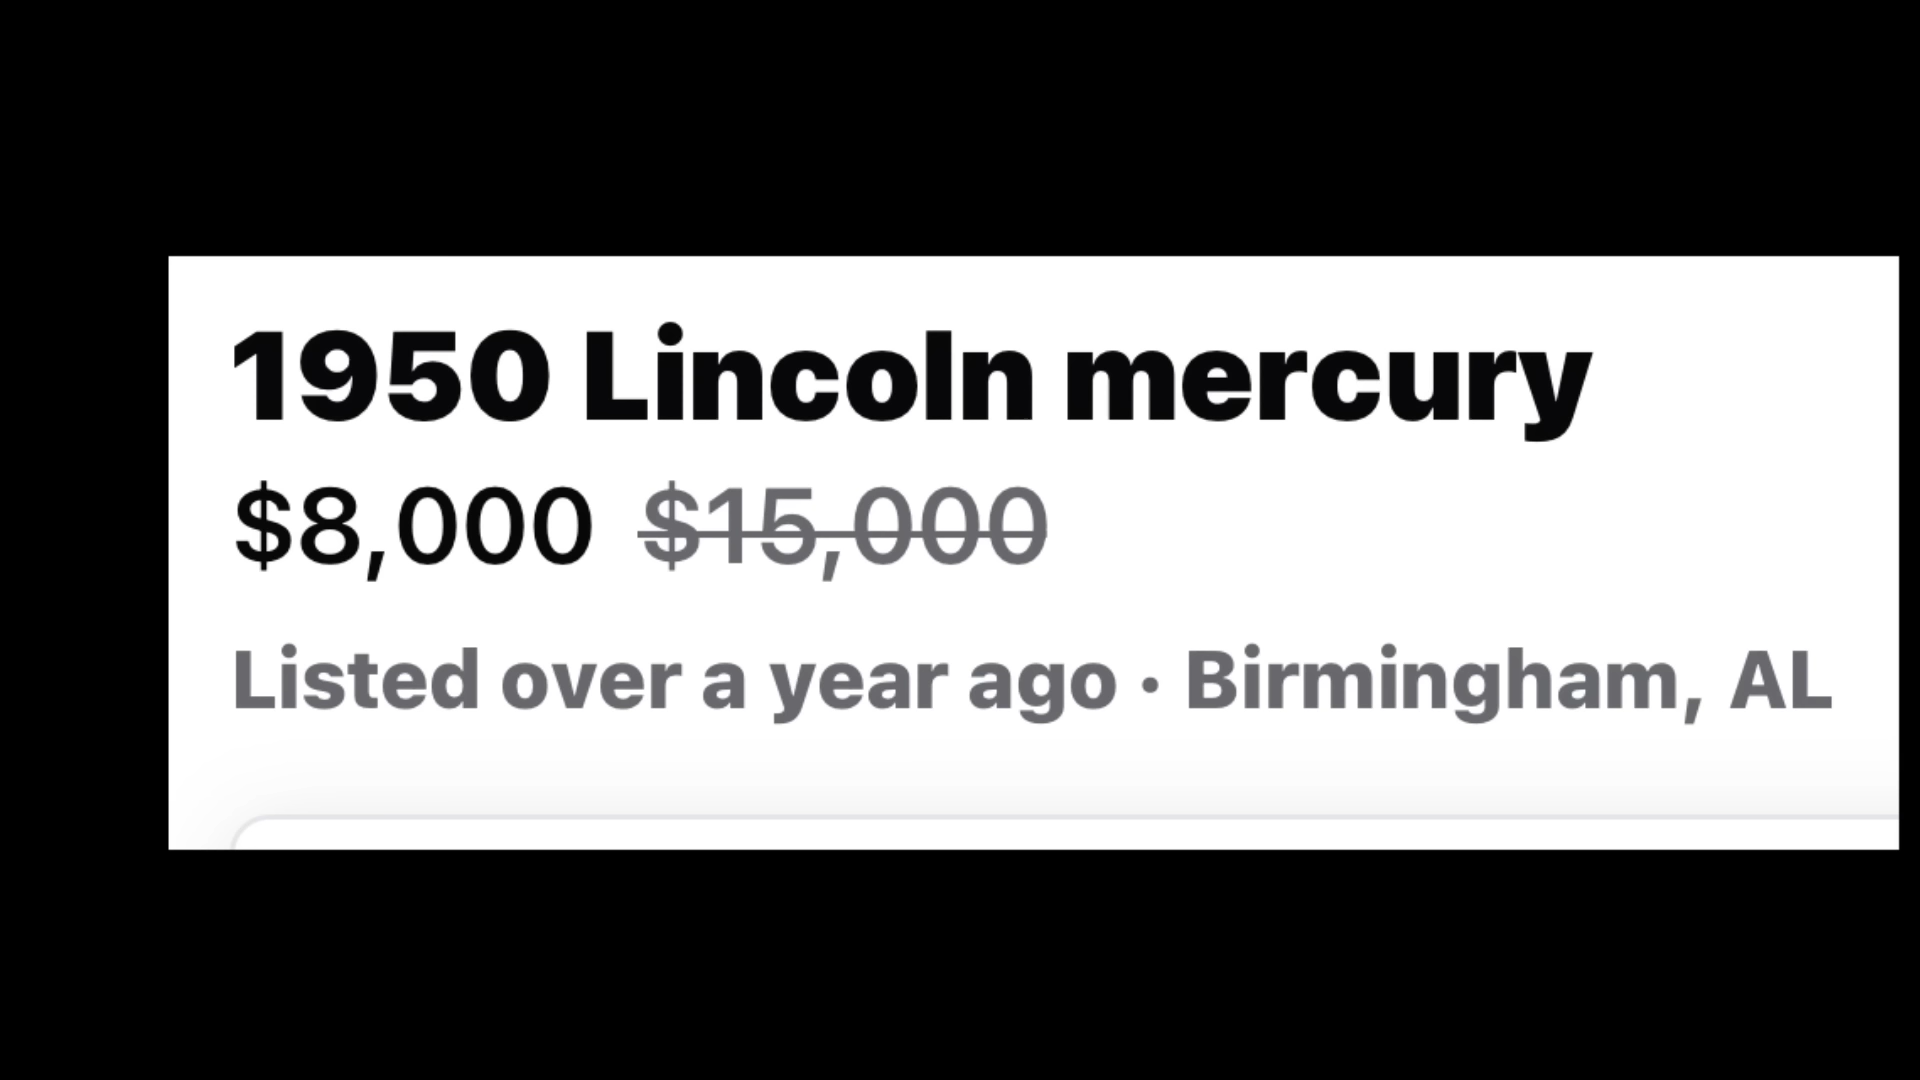 1950 Lincoln mercury
$8,000 $15,000
Listed over a year ago · Birmingham, AL